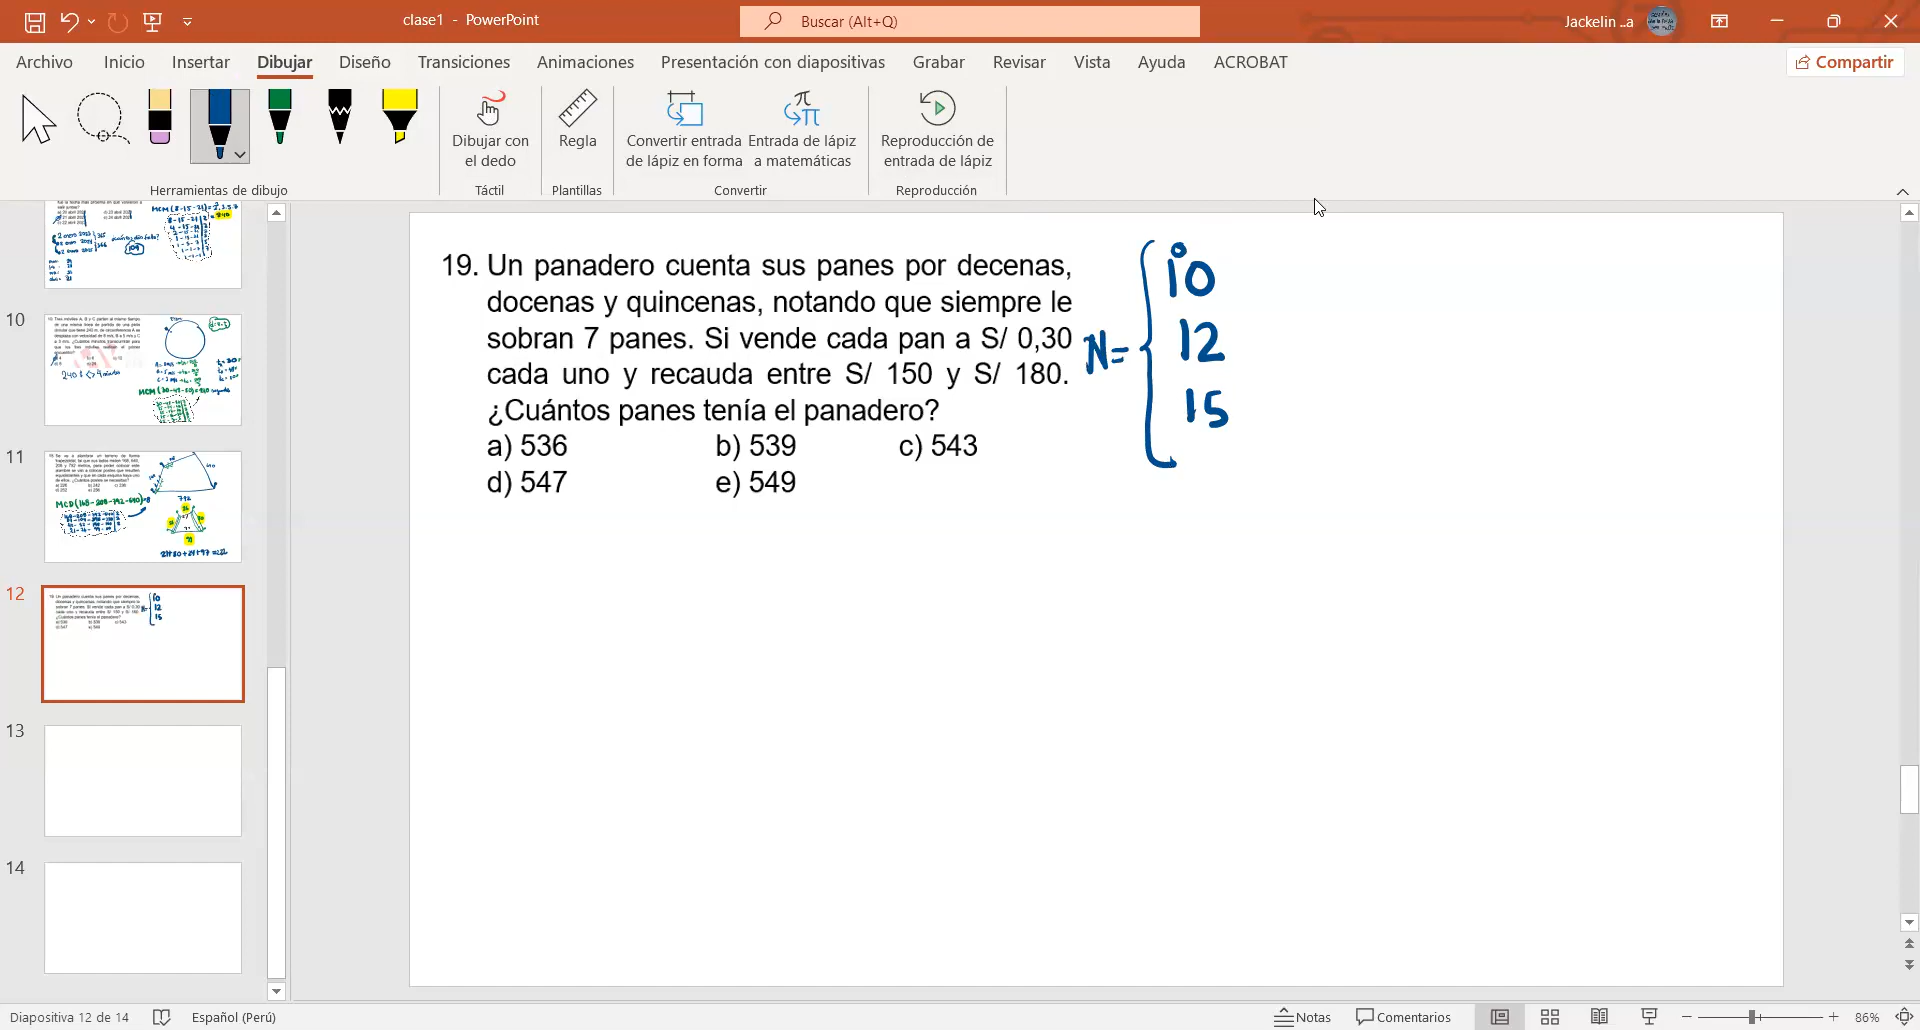 clase1 - PowerPoint
Buscar (Alt+Q)
Jackelin ..a
Archivo Inicio Insertar Dibujar Diseño Transiciones Animaciones Presentación con diapositivas Grabar Revisar Vista Ayuda ACROBAT
Compartir
Dibujar con el dedo
Regla
Convertir entrada de lápiz en forma
Entrada de lápiz a matemáticas
Reproducción de entrada de lápiz
Herramientas de dibujo
Táctil
Plantillas
Convertir
Reproducción
10
11
12
13
14
19. Un panadero cuenta sus panes por decenas,
docenas y quincenas, notando que siempre le
sobran 7 panes. Si vende cada pan a S/ 0,30
cada uno y recauda entre S/ 150 y S/ 180.
¿Cuántos panes tenía el panadero?
a) 536 b) 539 c) 543
d) 547 e) 549
N=
10
12
15
Diapositiva 12 de 14
Español (Perú)
Notas
Comentarios
86%